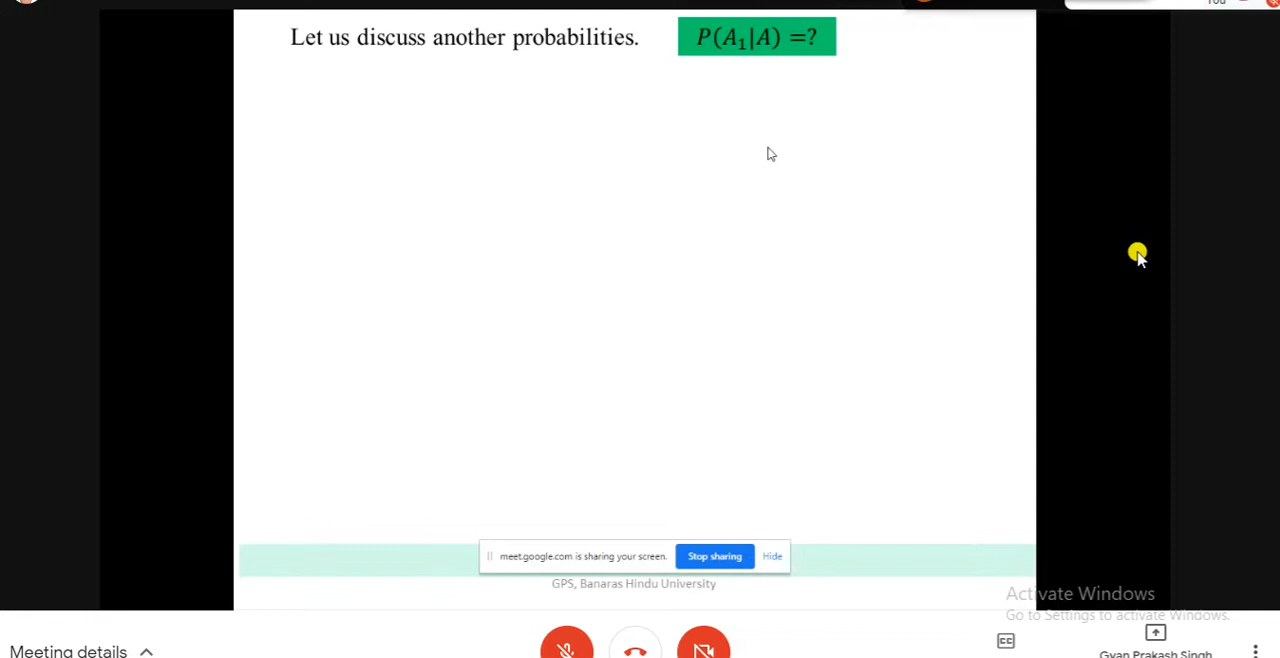 You
Let us discuss another probabilities. P(A₁|A) =?
meet.google.com is sharing your screen. Stop sharing Hide
GPS, Banaras Hindu University
Activate Windows
Go to Settings to activate Windows.
Meeting details
CC
Gyan Prakash Singh